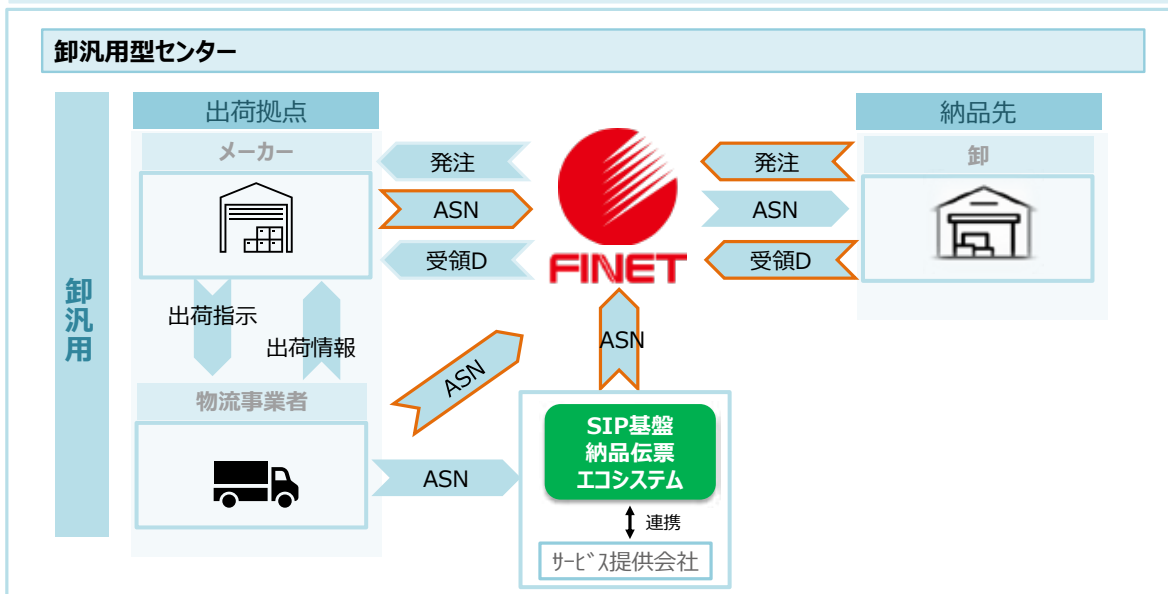 卸汎用型センター
卸汎用
出荷拠点
メーカー
発注
ASN
受領D
出荷指示
出荷情報
物流事業者
ASN
ASN
FINET
ASN
SIP基盤
納品伝票
エコシステム
連携
サービス提供会社
納品先
卸
発注
ASN
受領D